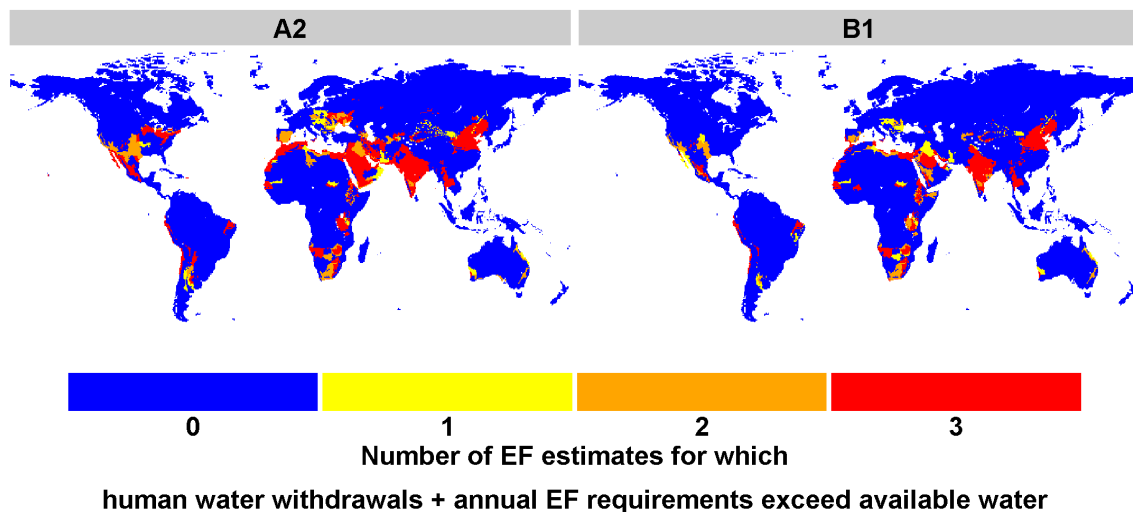 A2
B1
0
1
2
3
Number of EF estimates for which
human water withdrawals + annual EF requirements exceed available water